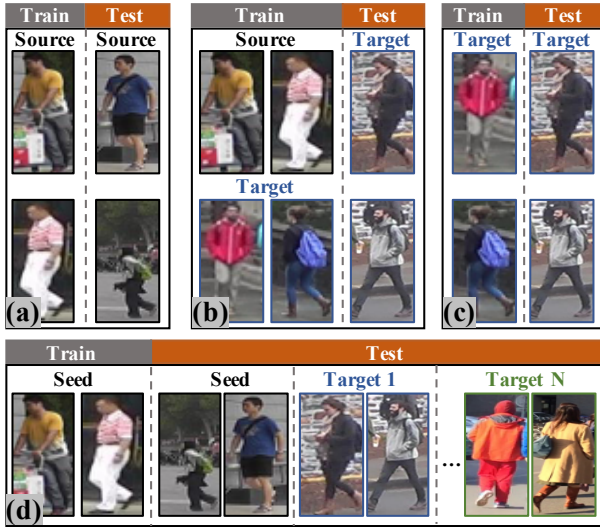 Train Test Train Test Train Test
Source Source Source Target Target
Target
(a) (b) (c)
Train Test
Seed Seed Target 1 Target N
...
(d)